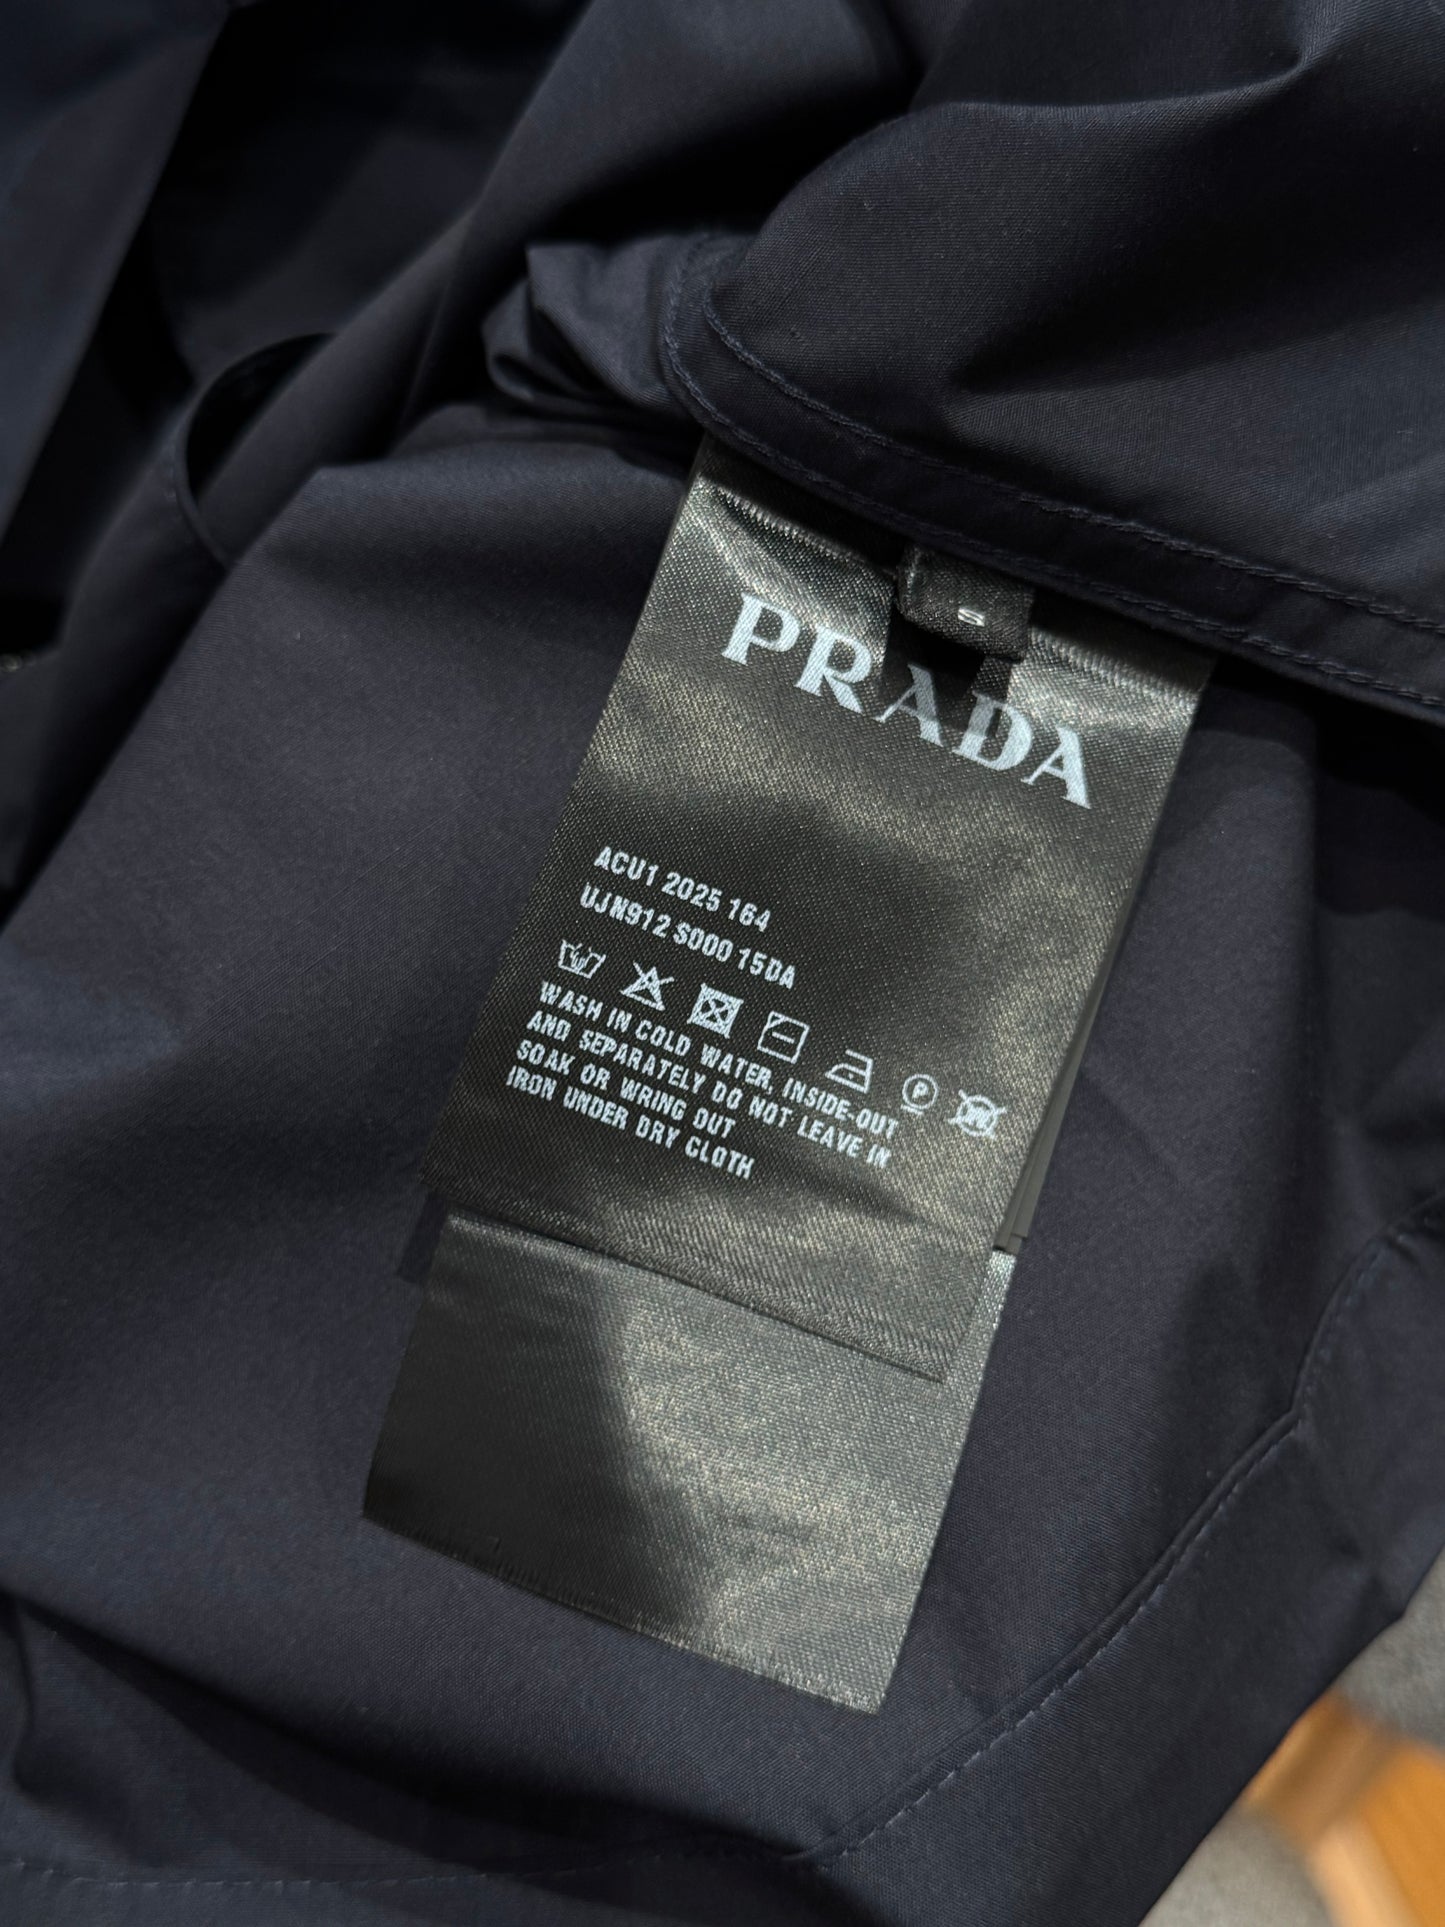 S
PRADA
ACU1 2025 164
UJN912 S000 15DA
WASH IN COLD WATER, INSIDE-OUT
AND SEPARATELY DO NOT LEAVE IN
SOAK OR WRING OUT
IRON UNDER DRY CLOTH
P